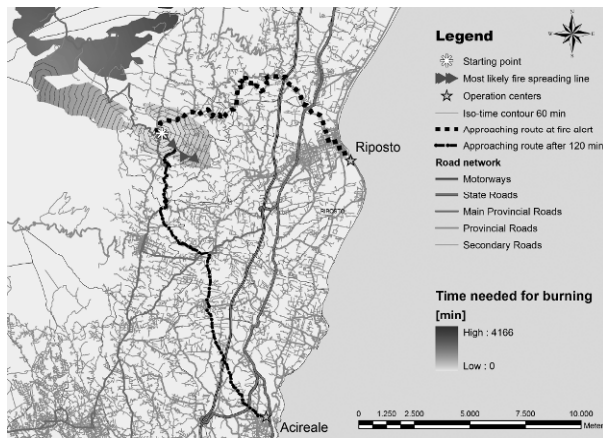 Legend
Starting point
Most likely fire spreading line
Operation centers
Iso-time contour 60 min
Approaching route at fire alert
Approaching route after 120 min
Road network
Motorways
State Roads
Main Provincial Roads
Provincial Roads
Secondary Roads
Time needed for burning
[min]
High : 4166
Low : 0
Riposto
RIPOSTO
Acireale
0 1.250 2.500 5.000 7.500 10.000
Meter